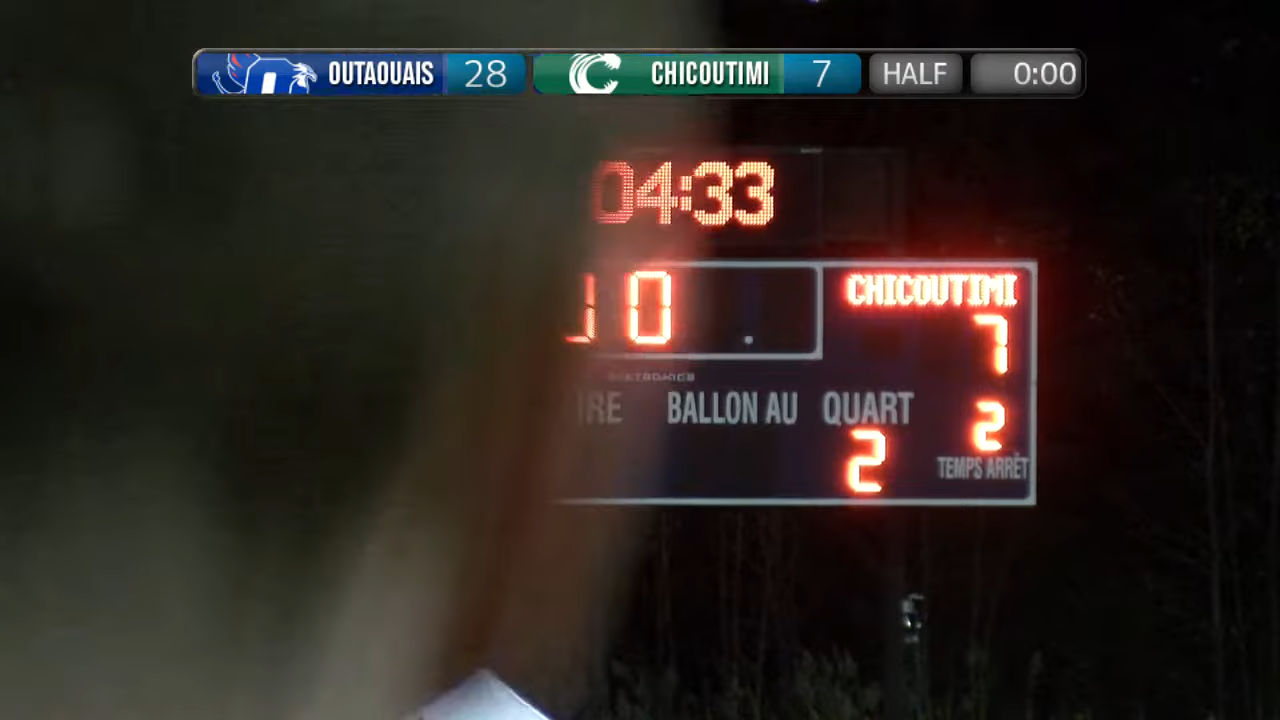 OUTAOUAIS 28 CHICOUTIMI 7 HALF 0:00
04:33
0
CHICOUTIMI
7
BALLON AU QUART
2
2
TEMPS ARRÊT